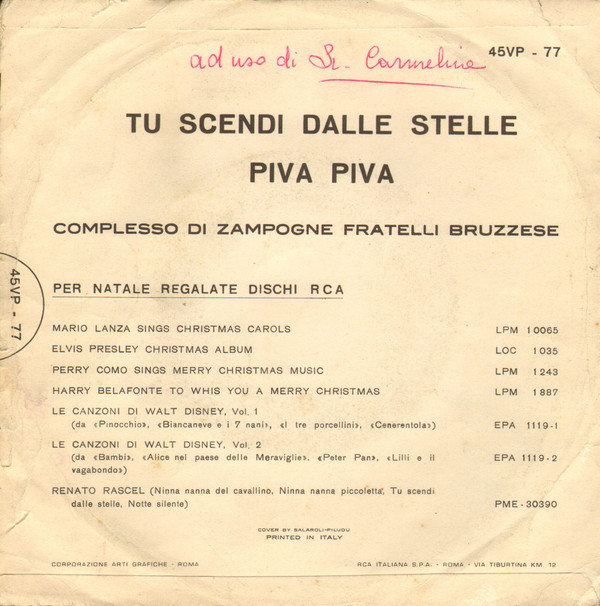 ad uso di Sr. Carmelina
45VP - 77
TU SCENDI DALLE STELLE
PIVA PIVA
COMPLESSO DI ZAMPOGNE FRATELLI BRUZZESE
45VP - 77
PER NATALE REGALATE DISCHI RCA
MARIO LANZA SINGS CHRISTMAS CAROLS LPM 10065
ELVIS PRESLEY CHRISTMAS ALBUM LOC 1035
PERRY COMO SINGS MERRY CHRISTMAS MUSIC LPM 1243
HARRY BELAFONTE TO WHIS YOU A MERRY CHRISTMAS LPM 1887
LE CANZONI DI WALT DISNEY, Vol. 1
(da «Pinocchio», «Biancaneve e i 7 nani», «I tre porcellini», «Cenerentola») EPA 1119-1
LE CANZONI DI WALT DISNEY, Vol. 2
(da «Bambi», «Alice nel paese delle Meraviglie», «Peter Pan», «Lilli e il EPA 1119-2
vagabondo»)
RENATO RASCEL (Ninna nanna del cavallino, Ninna nanna piccoletta, Tu scendi
dalle stelle, Notte silente) PME-30390
COVER BY SALAROLI-PILUDU
PRINTED IN ITALY
CORPORAZIONE ARTI GRAFICHE - ROMA
RCA ITALIANA S.P.A. - ROMA - VIA TIBURTINA KM. 12